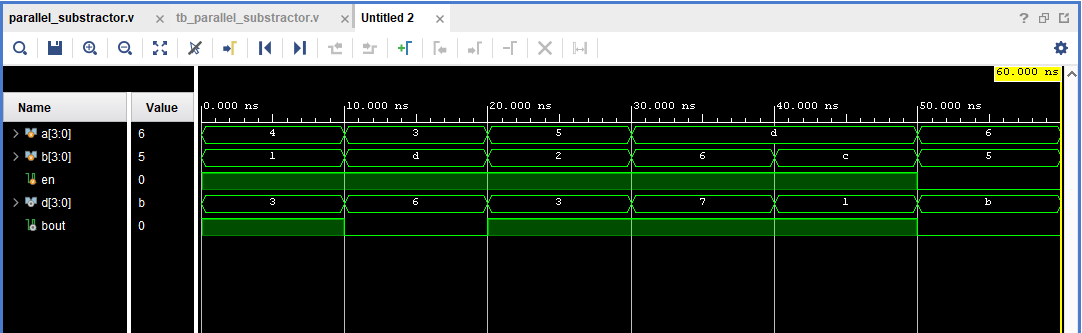 parallel_substractor.v × tb_parallel_substractor.v × Untitled 2 ×
60.000 ns
Name Value 0.000 ns 10.000 ns 20.000 ns 30.000 ns 40.000 ns 50.000 ns
a[3:0] 6 4 3 5 d 6
b[3:0] 5 1 d 2 6 c 5
en 0
d[3:0] b 3 6 3 7 1 b
bout 0